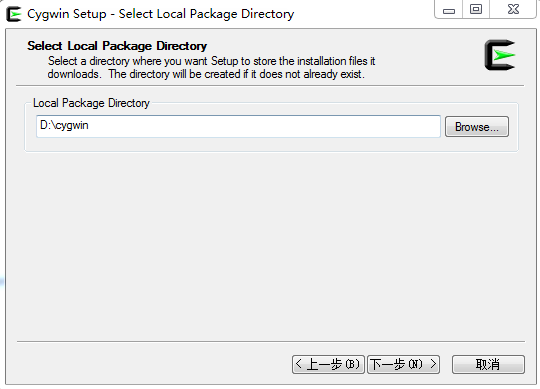 Cygwin Setup - Select Local Package Directory
Select Local Package Directory
Select a directory where you want Setup to store the installation files it
downloads. The directory will be created if it does not already exist.
Local Package Directory
D:\cygwin
Browse...
< 上一步(B)
下一步(N) >
取消